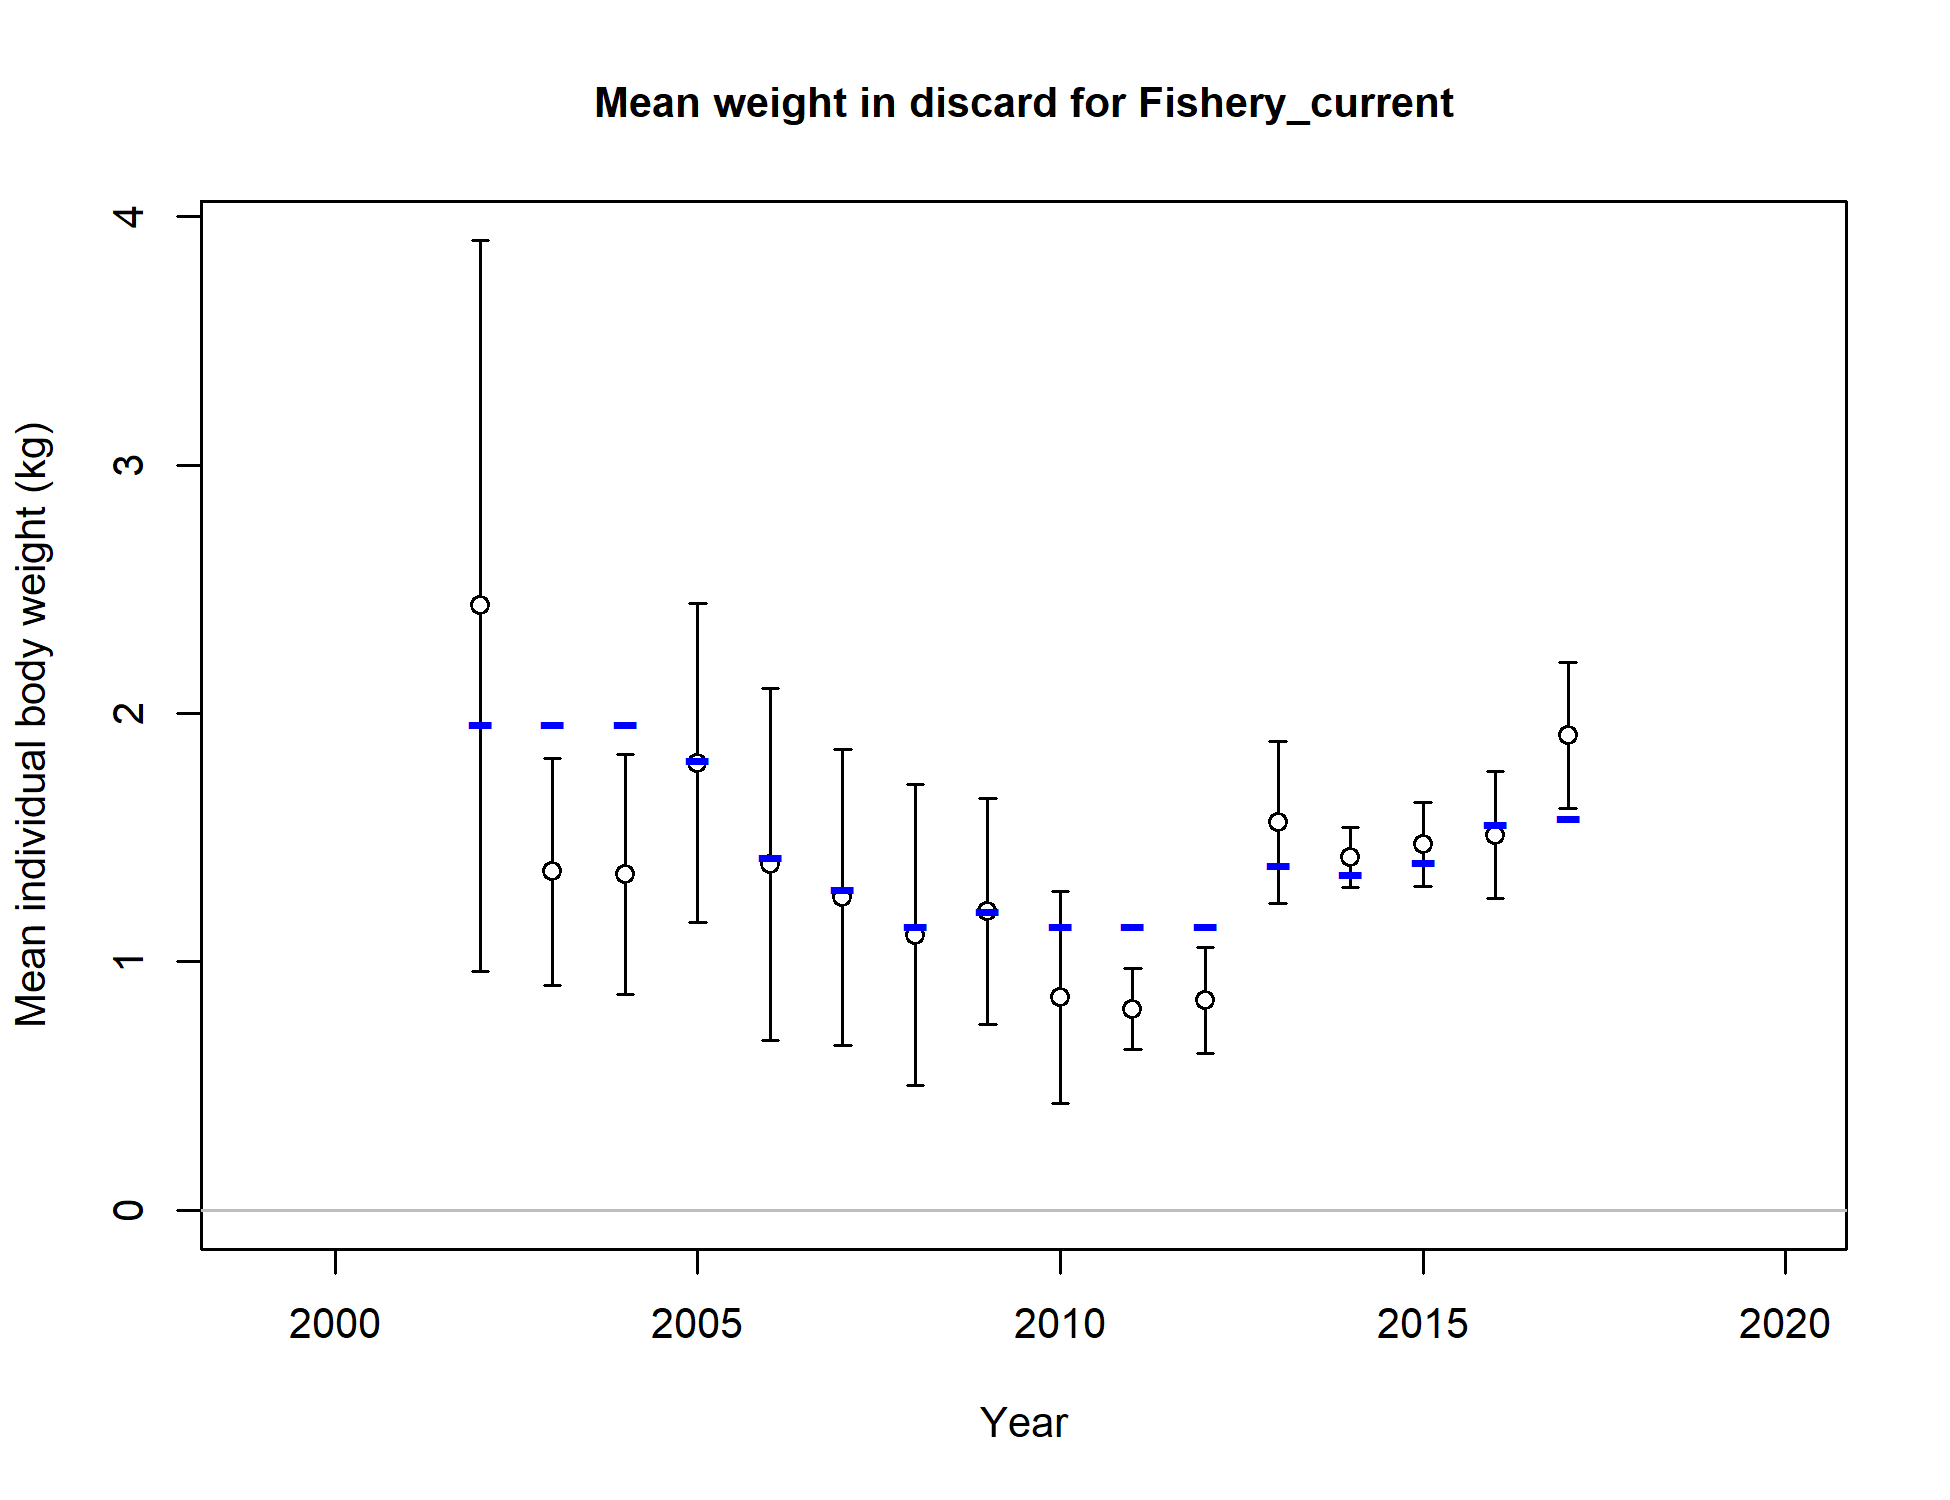 Mean weight in discard for Fishery_current
Mean individual body weight (kg)
4
3
2
1
0
2000 2005 2010 2015 2020
Year